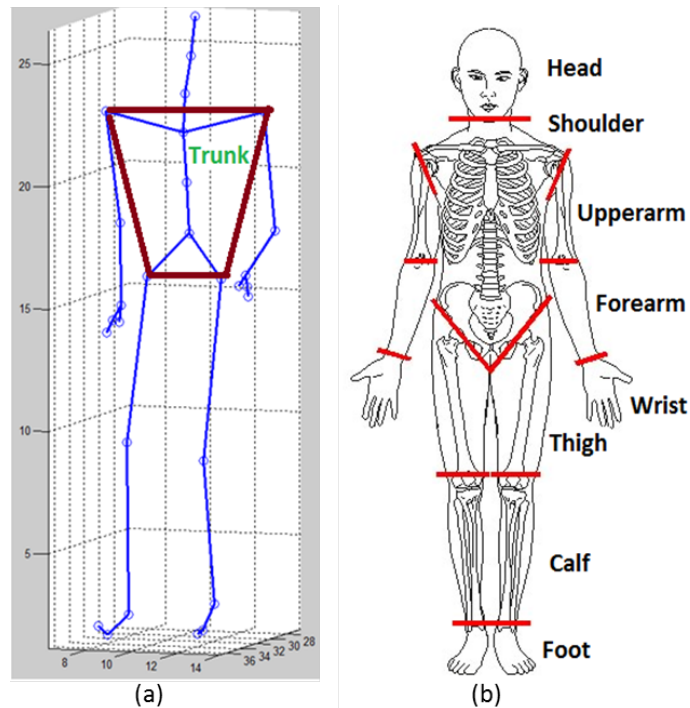 25
20
15
10
5
8
10
12
14
36
34
32
30
28
Trunk
(a)
Head
Shoulder
Upperarm
Forearm
Wrist
Thigh
Calf
Foot
(b)